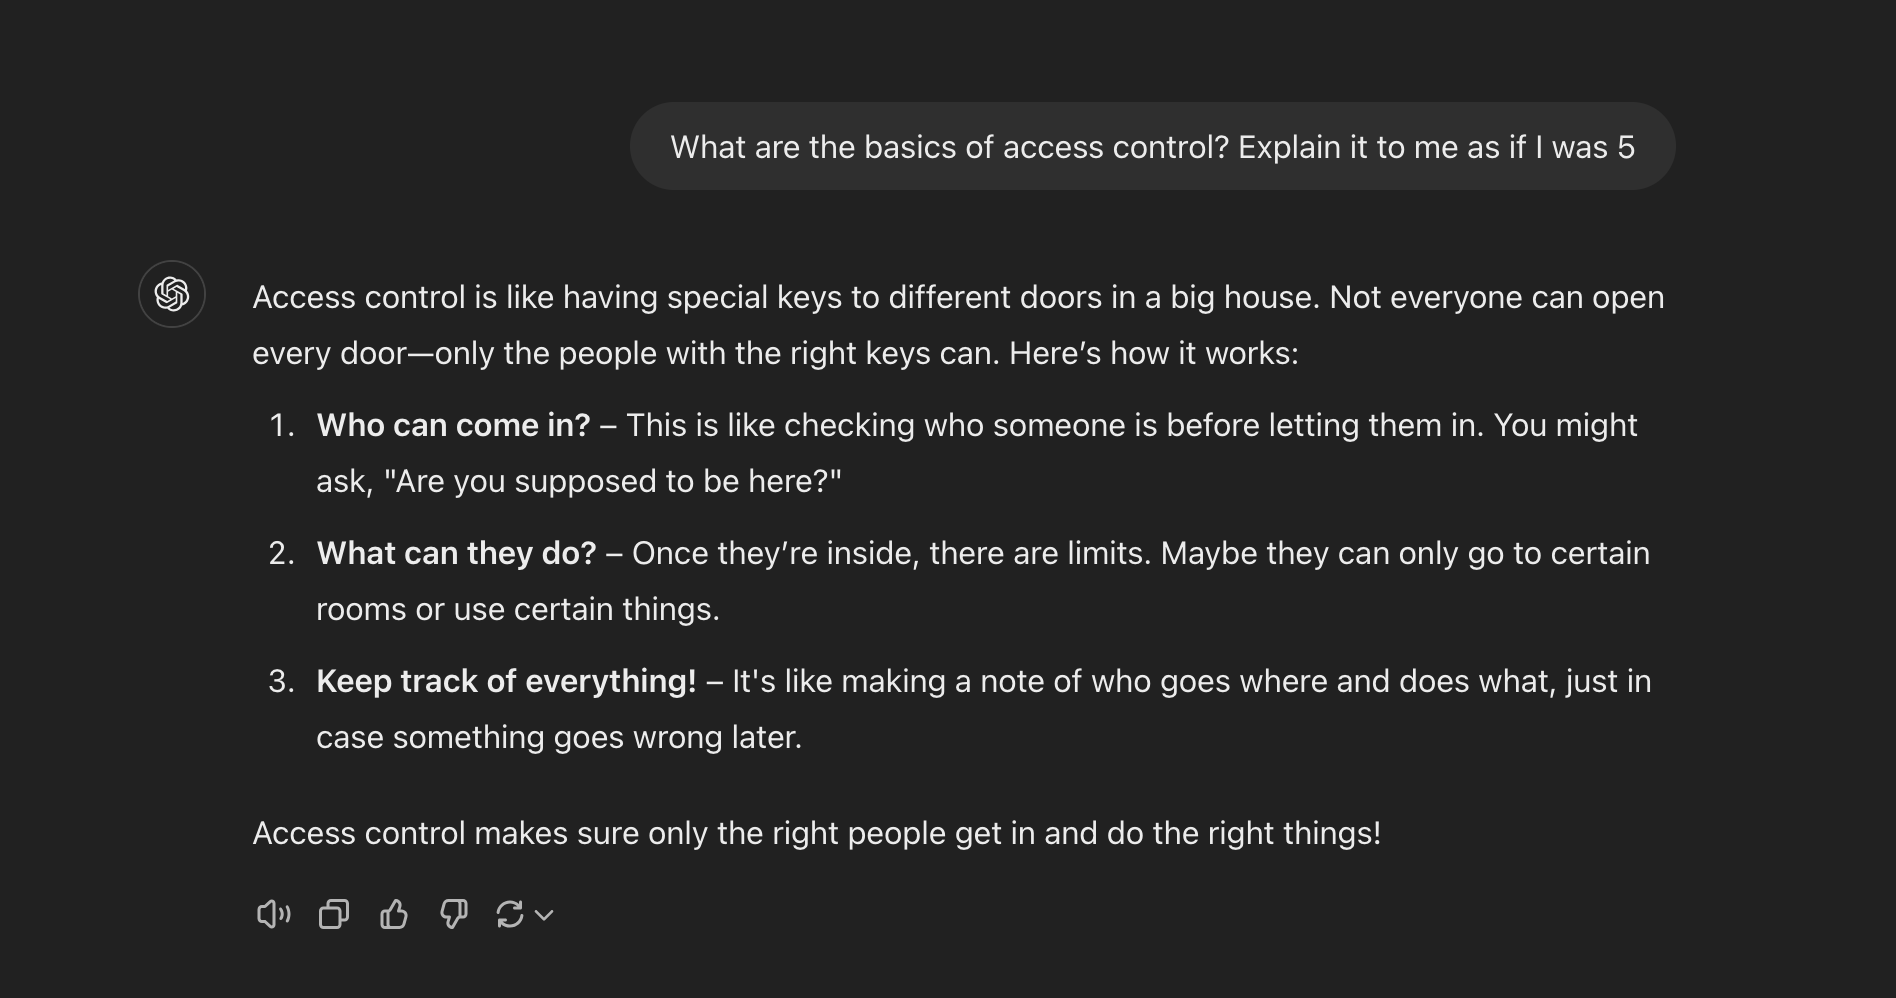 What are the basics of access control? Explain it to me as if I was 5
Access control is like having special keys to different doors in a big house. Not everyone can open
every door—only the people with the right keys can. Here’s how it works:
1. Who can come in? – This is like checking who someone is before letting them in. You might
ask, "Are you supposed to be here?"
2. What can they do? – Once they’re inside, there are limits. Maybe they can only go to certain
rooms or use certain things.
3. Keep track of everything! – It's like making a note of who goes where and does what, just in
case something goes wrong later.
Access control makes sure only the right people get in and do the right things!